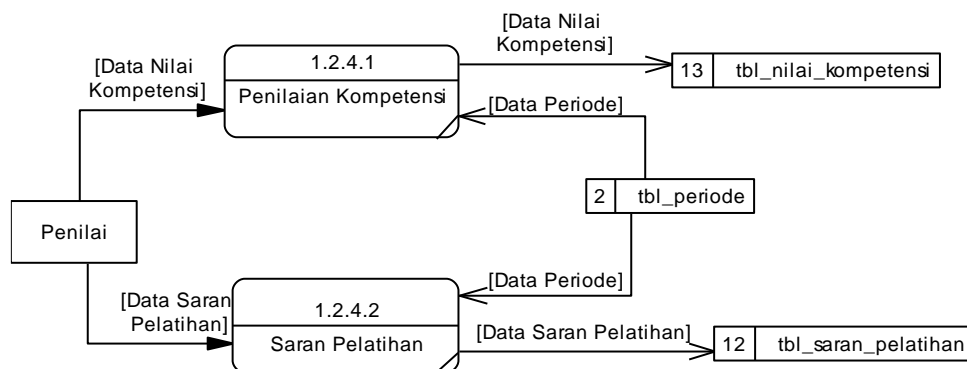 [Data Nilai
Kompetensi]
1.2.4.1
Penilaian Kompetensi
[Data Nilai
Kompetensi]
13 tbl_nilai_kompetensi
[Data Periode]
2 tbl_periode
Penilai
[Data Periode]
[Data Saran
Pelatihan]
1.2.4.2
Saran Pelatihan
[Data Saran Pelatihan]
12 tbl_saran_pelatihan